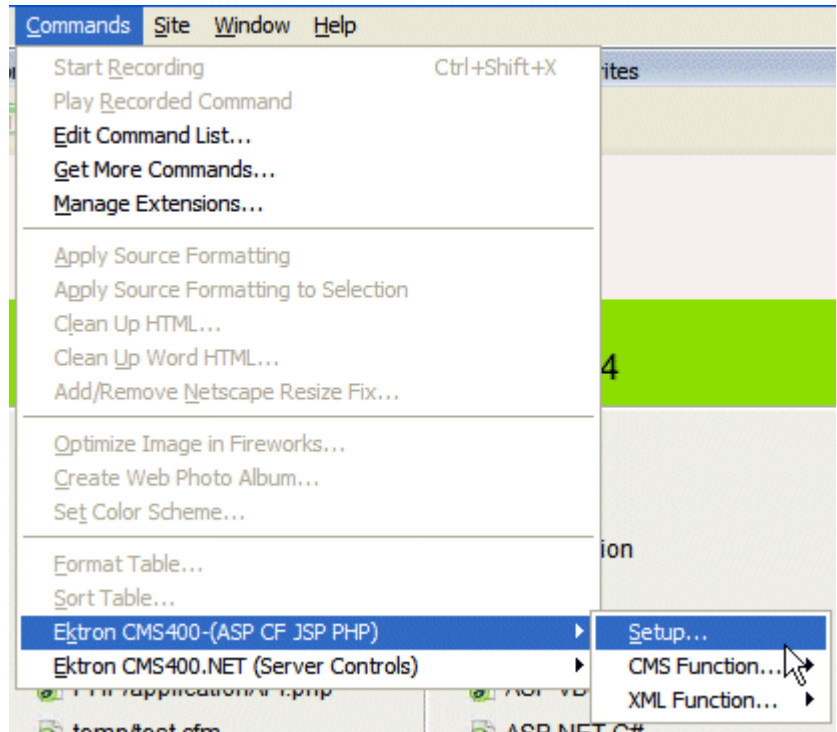 Commands Site Window Help
Start Recording Ctrl+Shift+X
rites
Play Recorded Command
Edit Command List...
Get More Commands...
Manage Extensions...
Apply Source Formatting
Apply Source Formatting to Selection
Clean Up HTML...
Clean Up Word HTML...
4
Add/Remove Netscape Resize Fix...
Optimize Image in Fireworks...
Create Web Photo Album...
Set Color Scheme...
ion
Format Table...
Sort Table...
Ektron CMS400-(ASP CF JSP PHP)
Setup...
Ektron CMS400.NET (Server Controls)
CMS Function...
XML Function...